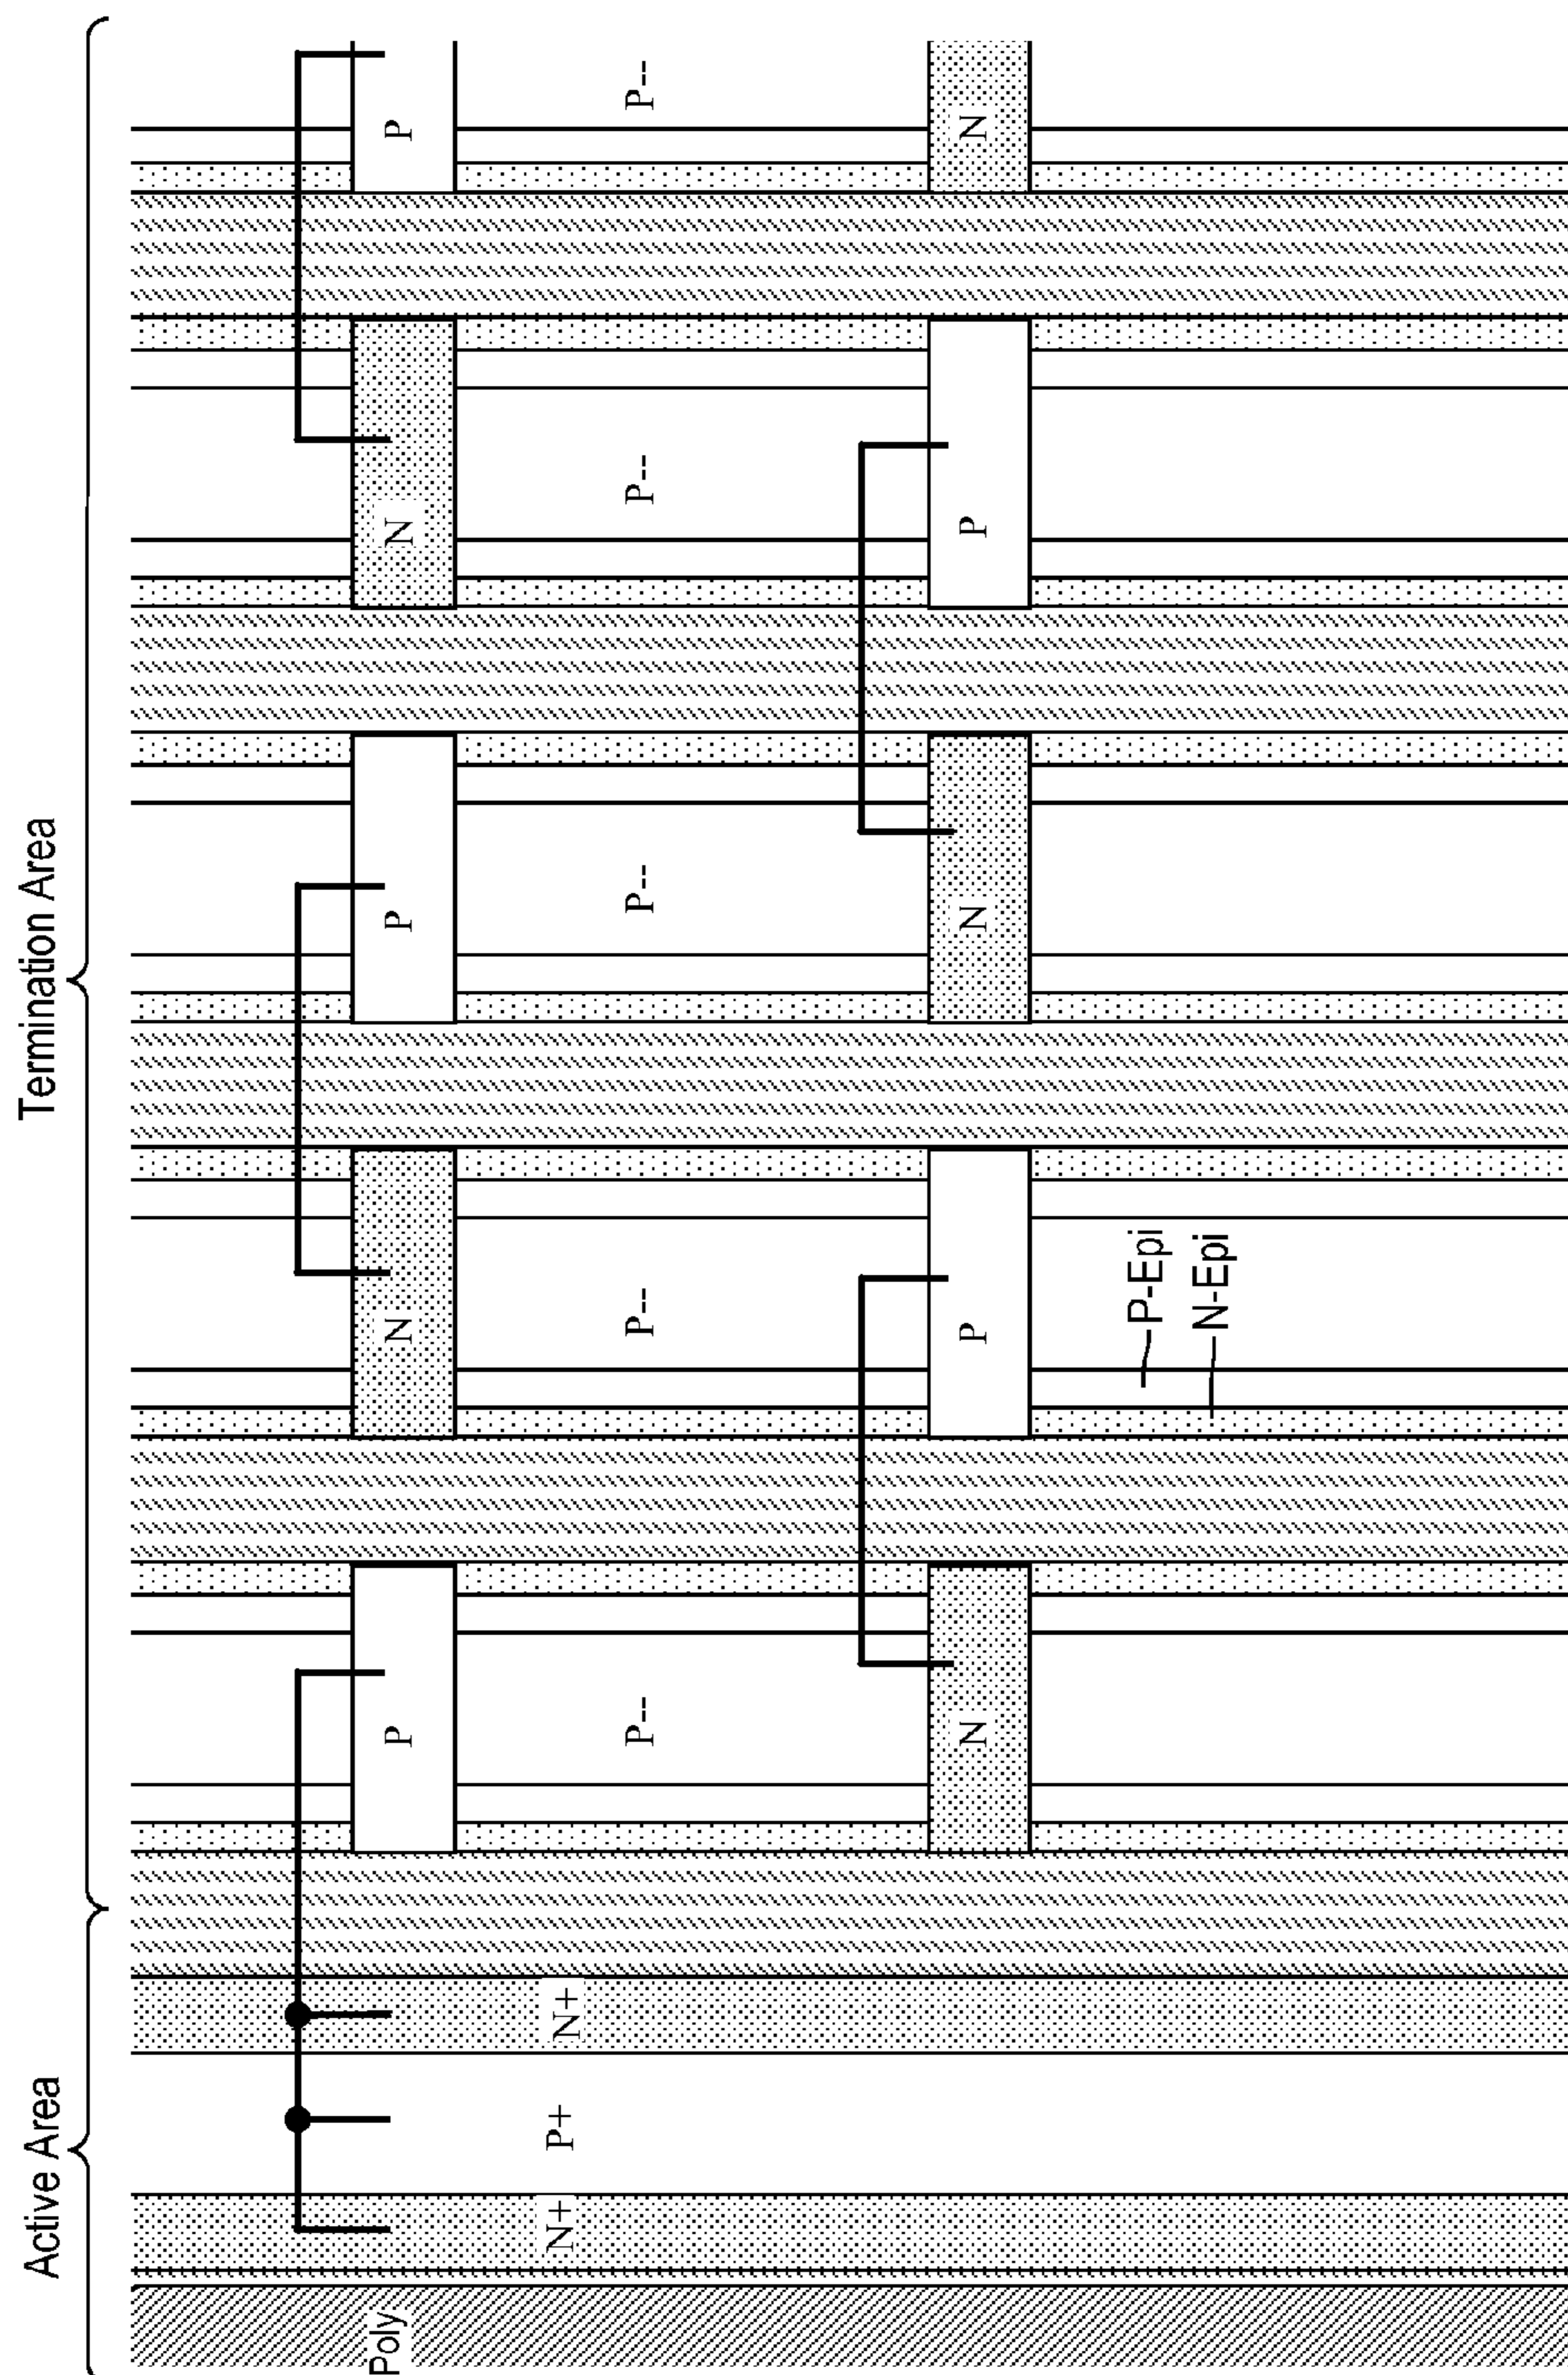 Active Area
Termination Area
Poly
P
N
P
N
P
N+
P+
N+
P--
P--
P--
P--
P--
N
P
N
P
N
P-Epi
N-Epi